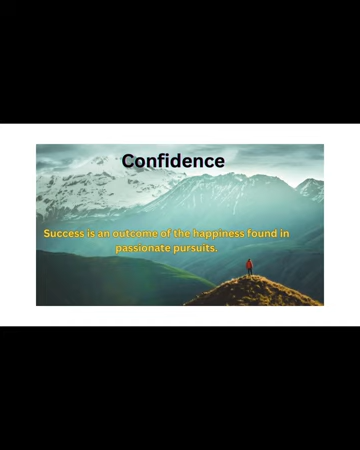 Confidence
Success is an outcome of the happiness found in
passionate pursuits.